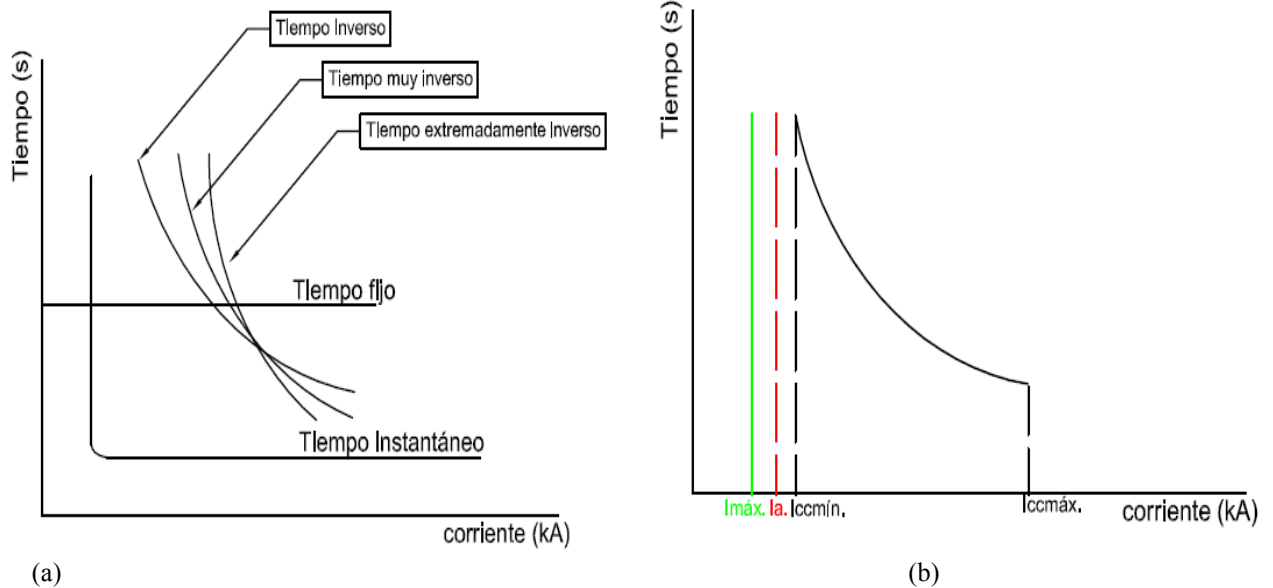 Tiempo Inverso
Tiempo muy inverso
Tiempo extremadamente Inverso
Tiempo (s)
Tiempo fijo
Tiempo Instantáneo
corriente (kA)
(a)
Tiempo (s)
Imáx. Ia. Iccmín. Iccmáx. corriente (kA)
(b)